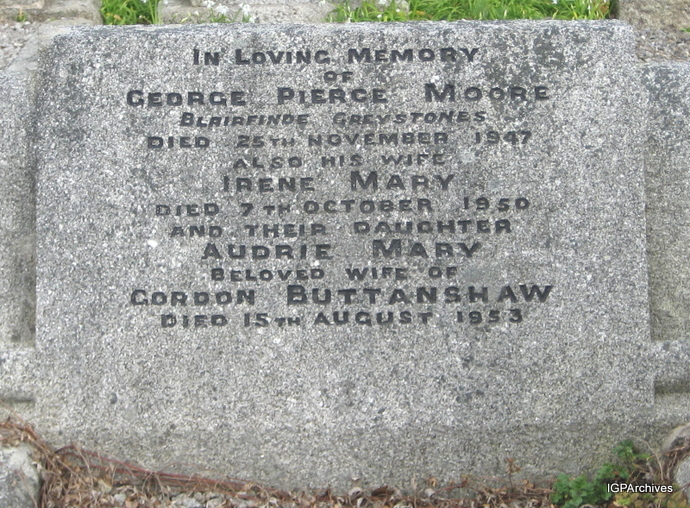 IN LOVING MEMORY
OF
GEORGE PIERCE MOORE
BLAIRFINDE GREYSTONES
DIED 25TH NOVEMBER 1947
ALSO HIS WIFE
IRENE MARY
DIED 7TH OCTOBER 1950
AND THEIR DAUGHTER
AUDRIE MARY
BELOVED WIFE OF
GORDON BUTTANSHAW
DIED 15TH AUGUST 1953
IGPArchives